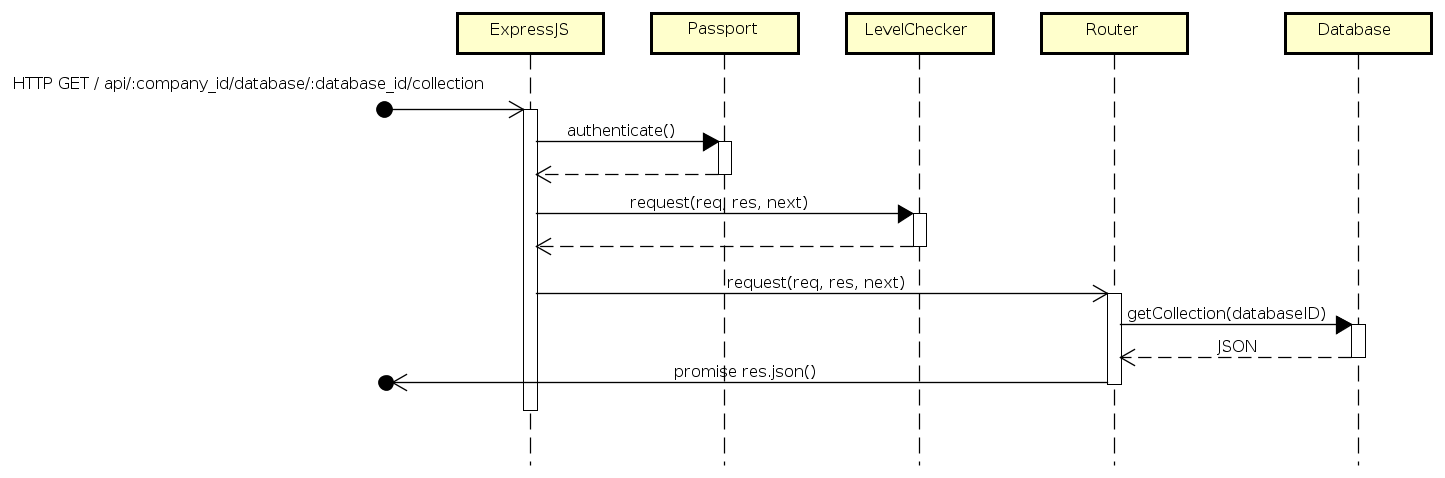 ExpressJS
Passport
LevelChecker
Router
Database
HTTP GET / api/:company_id/database/:database_id/collection
authenticate()
request(req, res, next)
request(req, res, next)
getCollection(databaseID)
JSON
promise res.json()